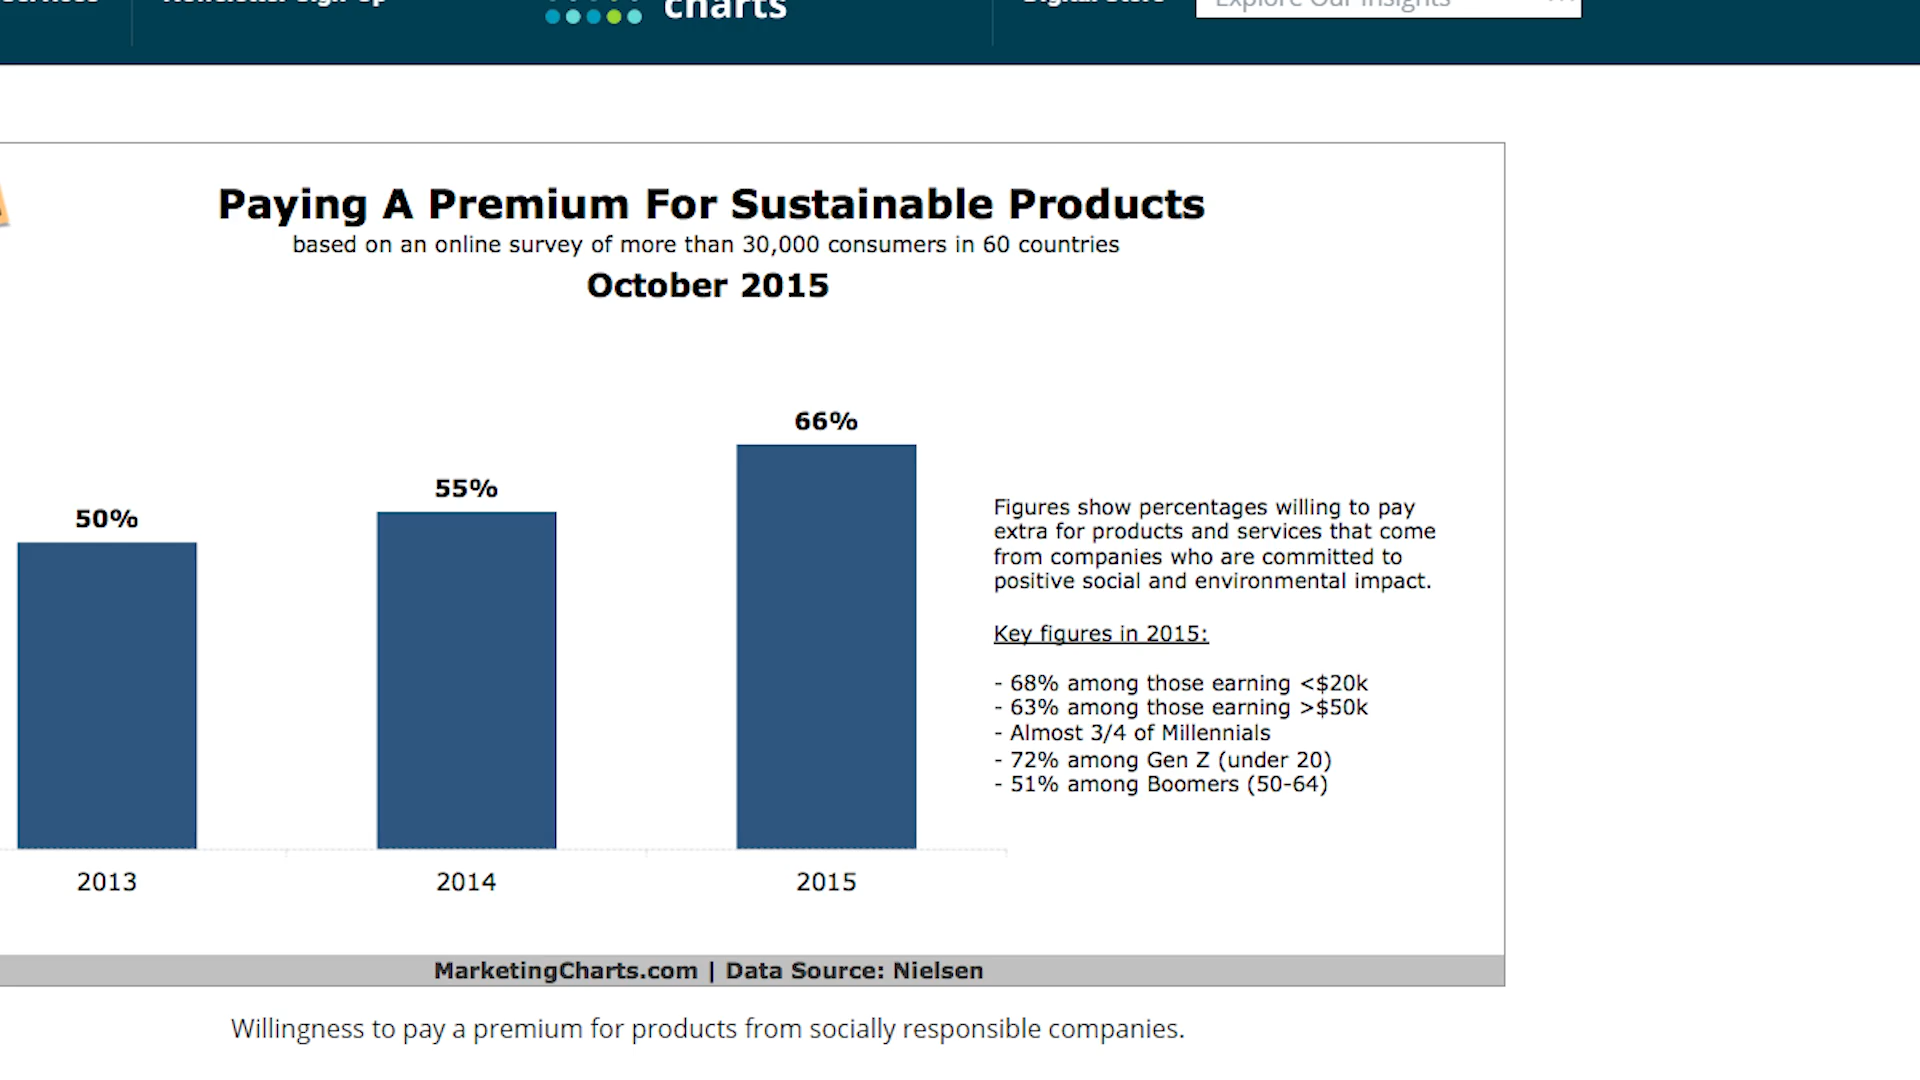 charts
Paying A Premium For Sustainable Products
based on an online survey of more than 30,000 consumers in 60 countries
October 2015
66%
55%
50%
Figures show percentages willing to pay
extra for products and services that come
from companies who are committed to
positive social and environmental impact.
Key figures in 2015:
- 68% among those earning <$20k
- 63% among those earning >$50k
- Almost 3/4 of Millennials
- 72% among Gen Z (under 20)
- 51% among Boomers (50-64)
2013
2014
2015
MarketingCharts.com | Data Source: Nielsen
Willingness to pay a premium for products from socially responsible companies.